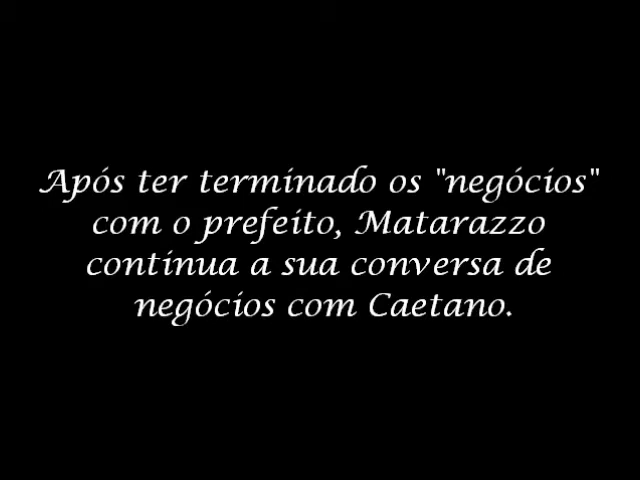 Após ter terminado os "negócios"
com o prefeito, Matarazzo
continua a sua conversa de
negócios com Caetano.